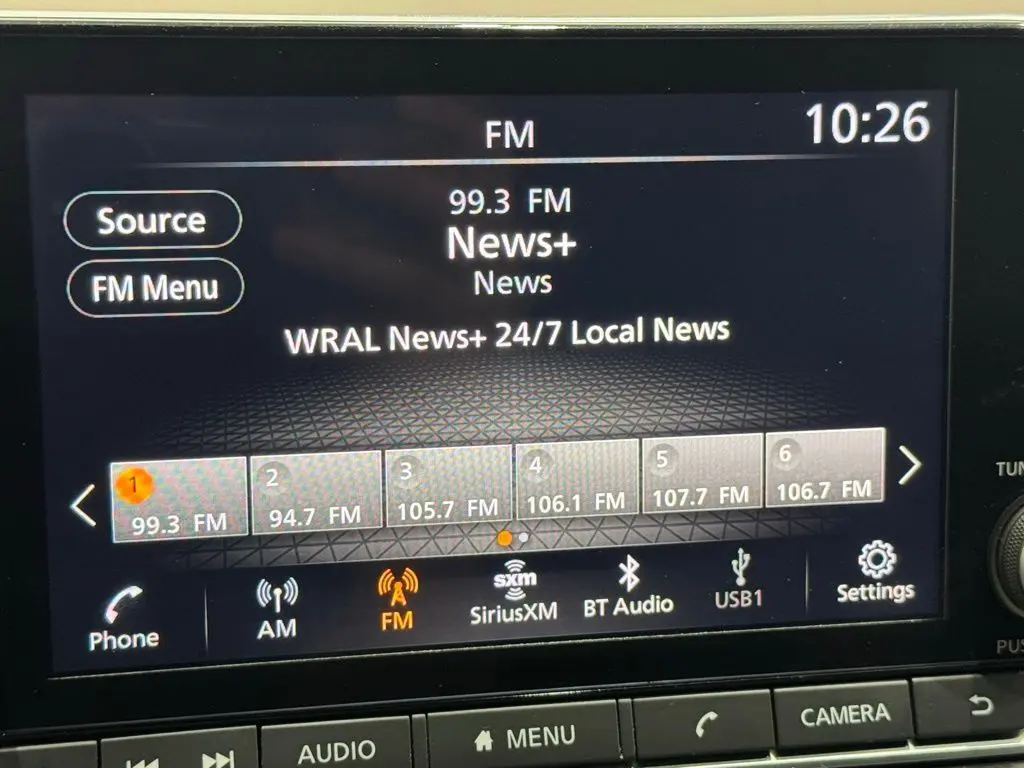 FM
10:26
Source
FM Menu
99.3 FM
News+
News
WRAL News+ 24/7 Local News
1
99.3 FM
2
94.7 FM
3
105.7 FM
4
106.1 FM
5
107.7 FM
6
106.7 FM
Phone
AM
FM
sxm
SiriusXM
BT Audio
USB1
Settings
TUN
PUS
AUDIO
MENU
CAMERA